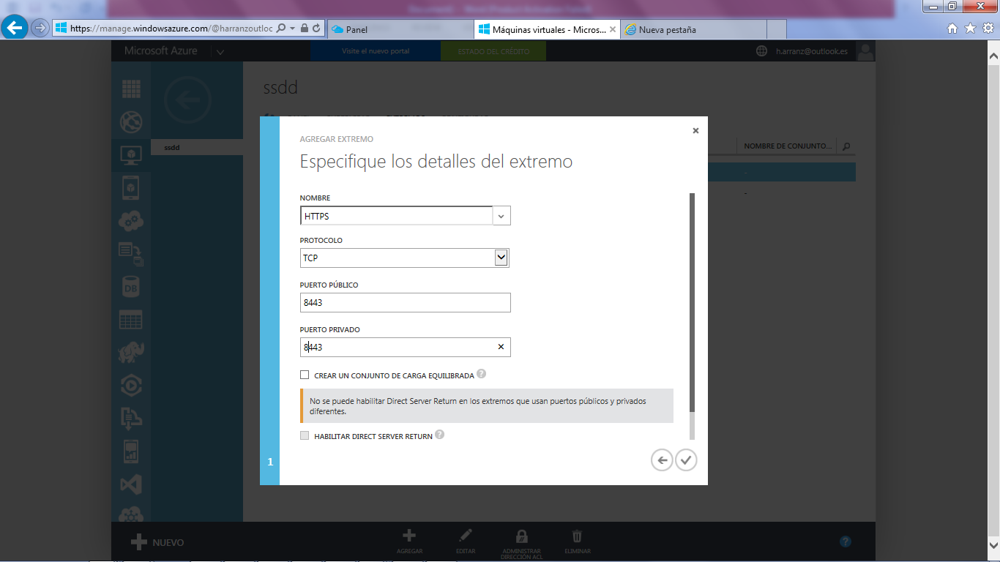 https://manage.windowsazure.com/@harranzoutloc
Panel
Máquinas virtuales - Micros...
Nueva pestaña
Microsoft Azure
Visite el nuevo portal
ESTADO DEL CRÉDITO
h.arranz@outlook.es
ssdd
ssdd
NOMBRE DE CONJUNTO...
-
-
AGREGAR EXTREMO
Especifique los detalles del extremo
NOMBRE
HTTPS
PROTOCOLO
TCP
PUERTO PÚBLICO
8443
PUERTO PRIVADO
8443
CREAR UN CONJUNTO DE CARGA EQUILIBRADA
?
No se puede habilitar Direct Server Return en los extremos que usan puertos públicos y privados
diferentes.
HABILITAR DIRECT SERVER RETURN
?
1
DB
NUEVO
AGREGAR
EDITAR
ADMINISTRAR
DIRECCIÓN ACL
ELIMINAR
?